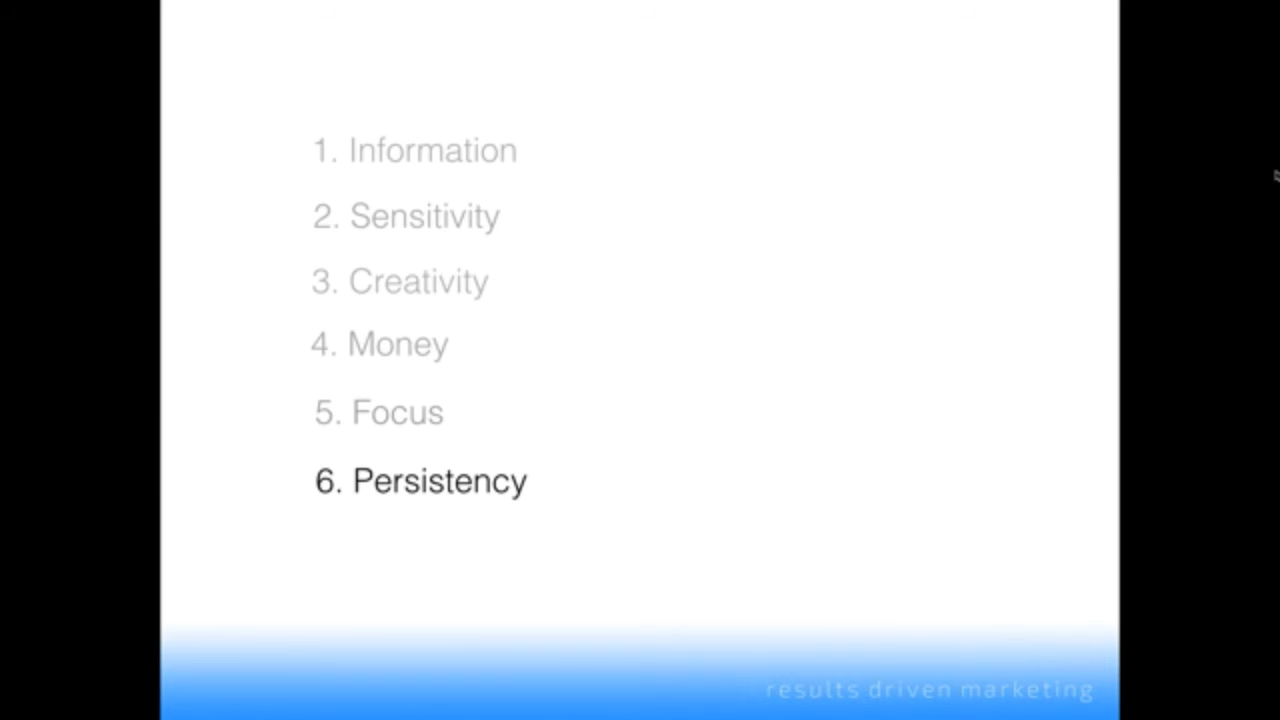 1. Information
2. Sensitivity
3. Creativity
4. Money
5. Focus
6. Persistency
results driven marketing